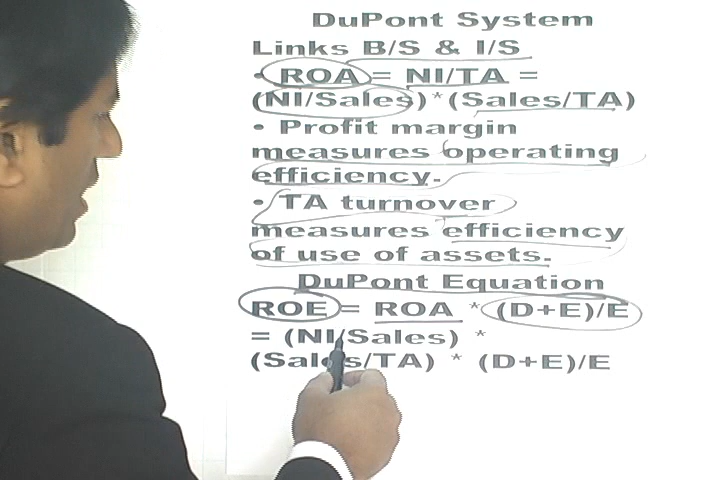 DuPont System
Links B/S & I/S
• ROA = NI/TA =
(NI/Sales)*(Sales/TA)
• Profit margin
measures operating
efficiency.
• TA turnover
measures efficiency
of use of assets.
DuPont Equation
ROE = ROA * (D+E)/E
= (NI/Sales) *
(Sales/TA) * (D+E)/E